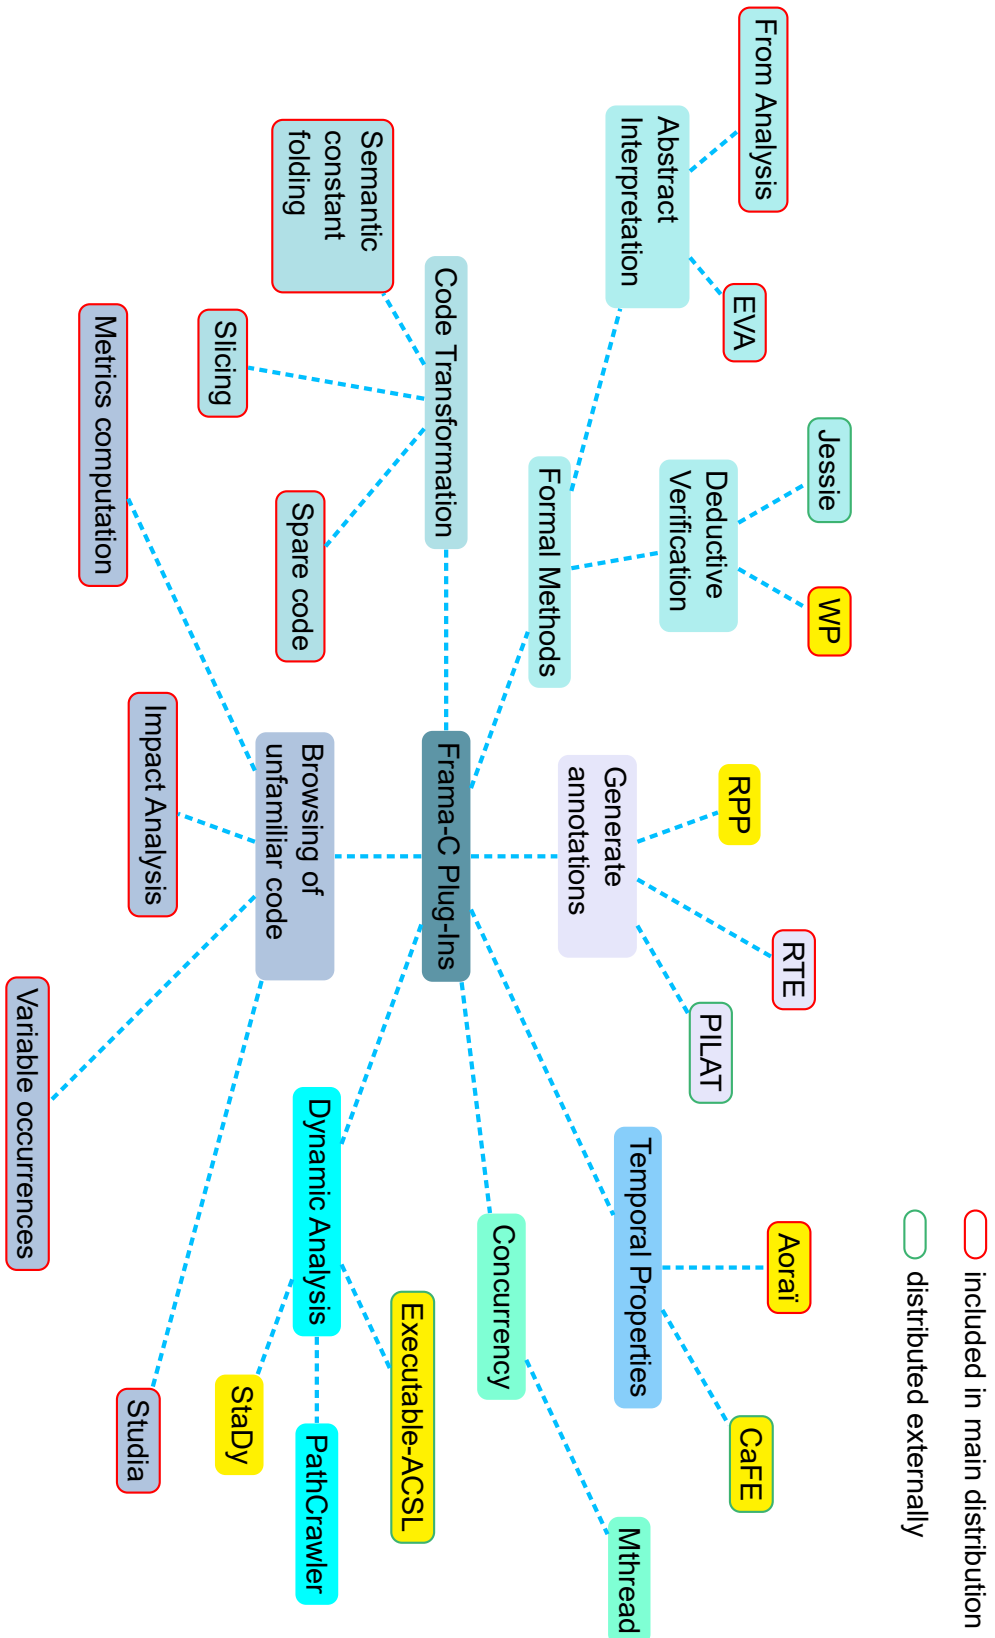 included in main distribution
distributed externally
Jessie
WP
Aoraï
From Analysis
EVA
RTE
CaFE
RPP
PILAT
Deductive
Verification
Abstract
Interpretation
Temporal Properties
Mthread
Generate
annotations
Formal Methods
Concurrency
Code Transformation
Frama-C Plug-Ins
Executable-ACSL
Semantic
constant
folding
Spare code
Browsing of
unfamiliar code
Dynamic Analysis
PathCrawler
Slicing
StaDy
Impact Analysis
Studia
Metrics computation
Variable occurrences